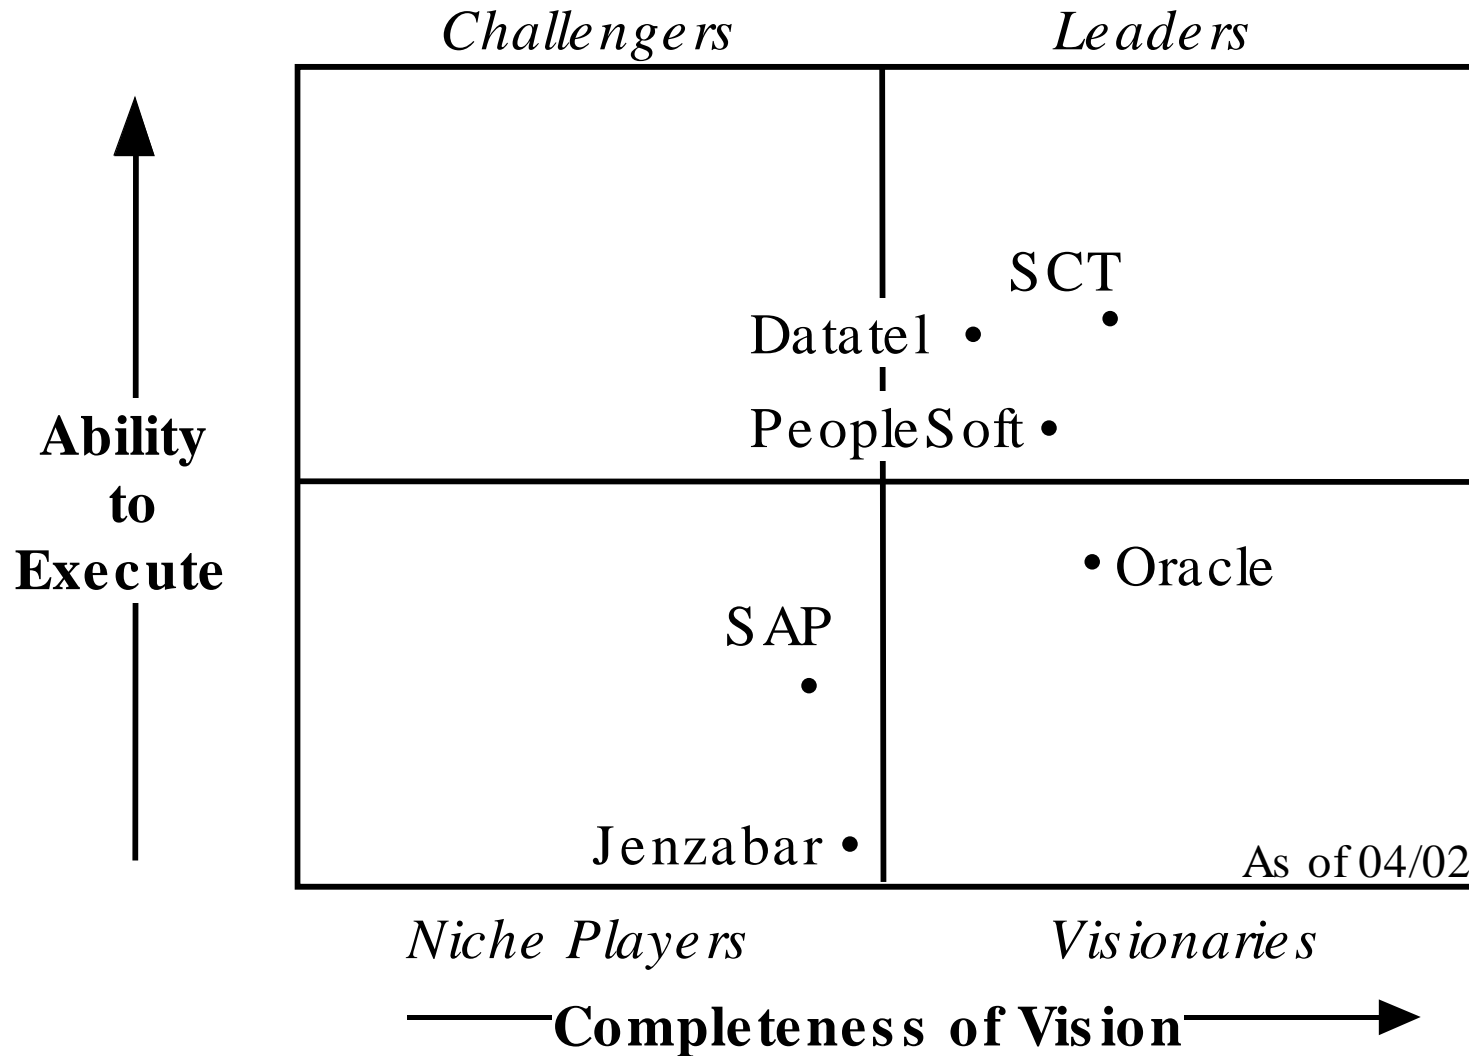 Challengers
Leaders
SCT
Datatel
PeopleSoft
Ability
to
Execute
Oracle
SAP
Jenzabar
As of 04/02
Niche Players
Visionaries
Completeness of Vision